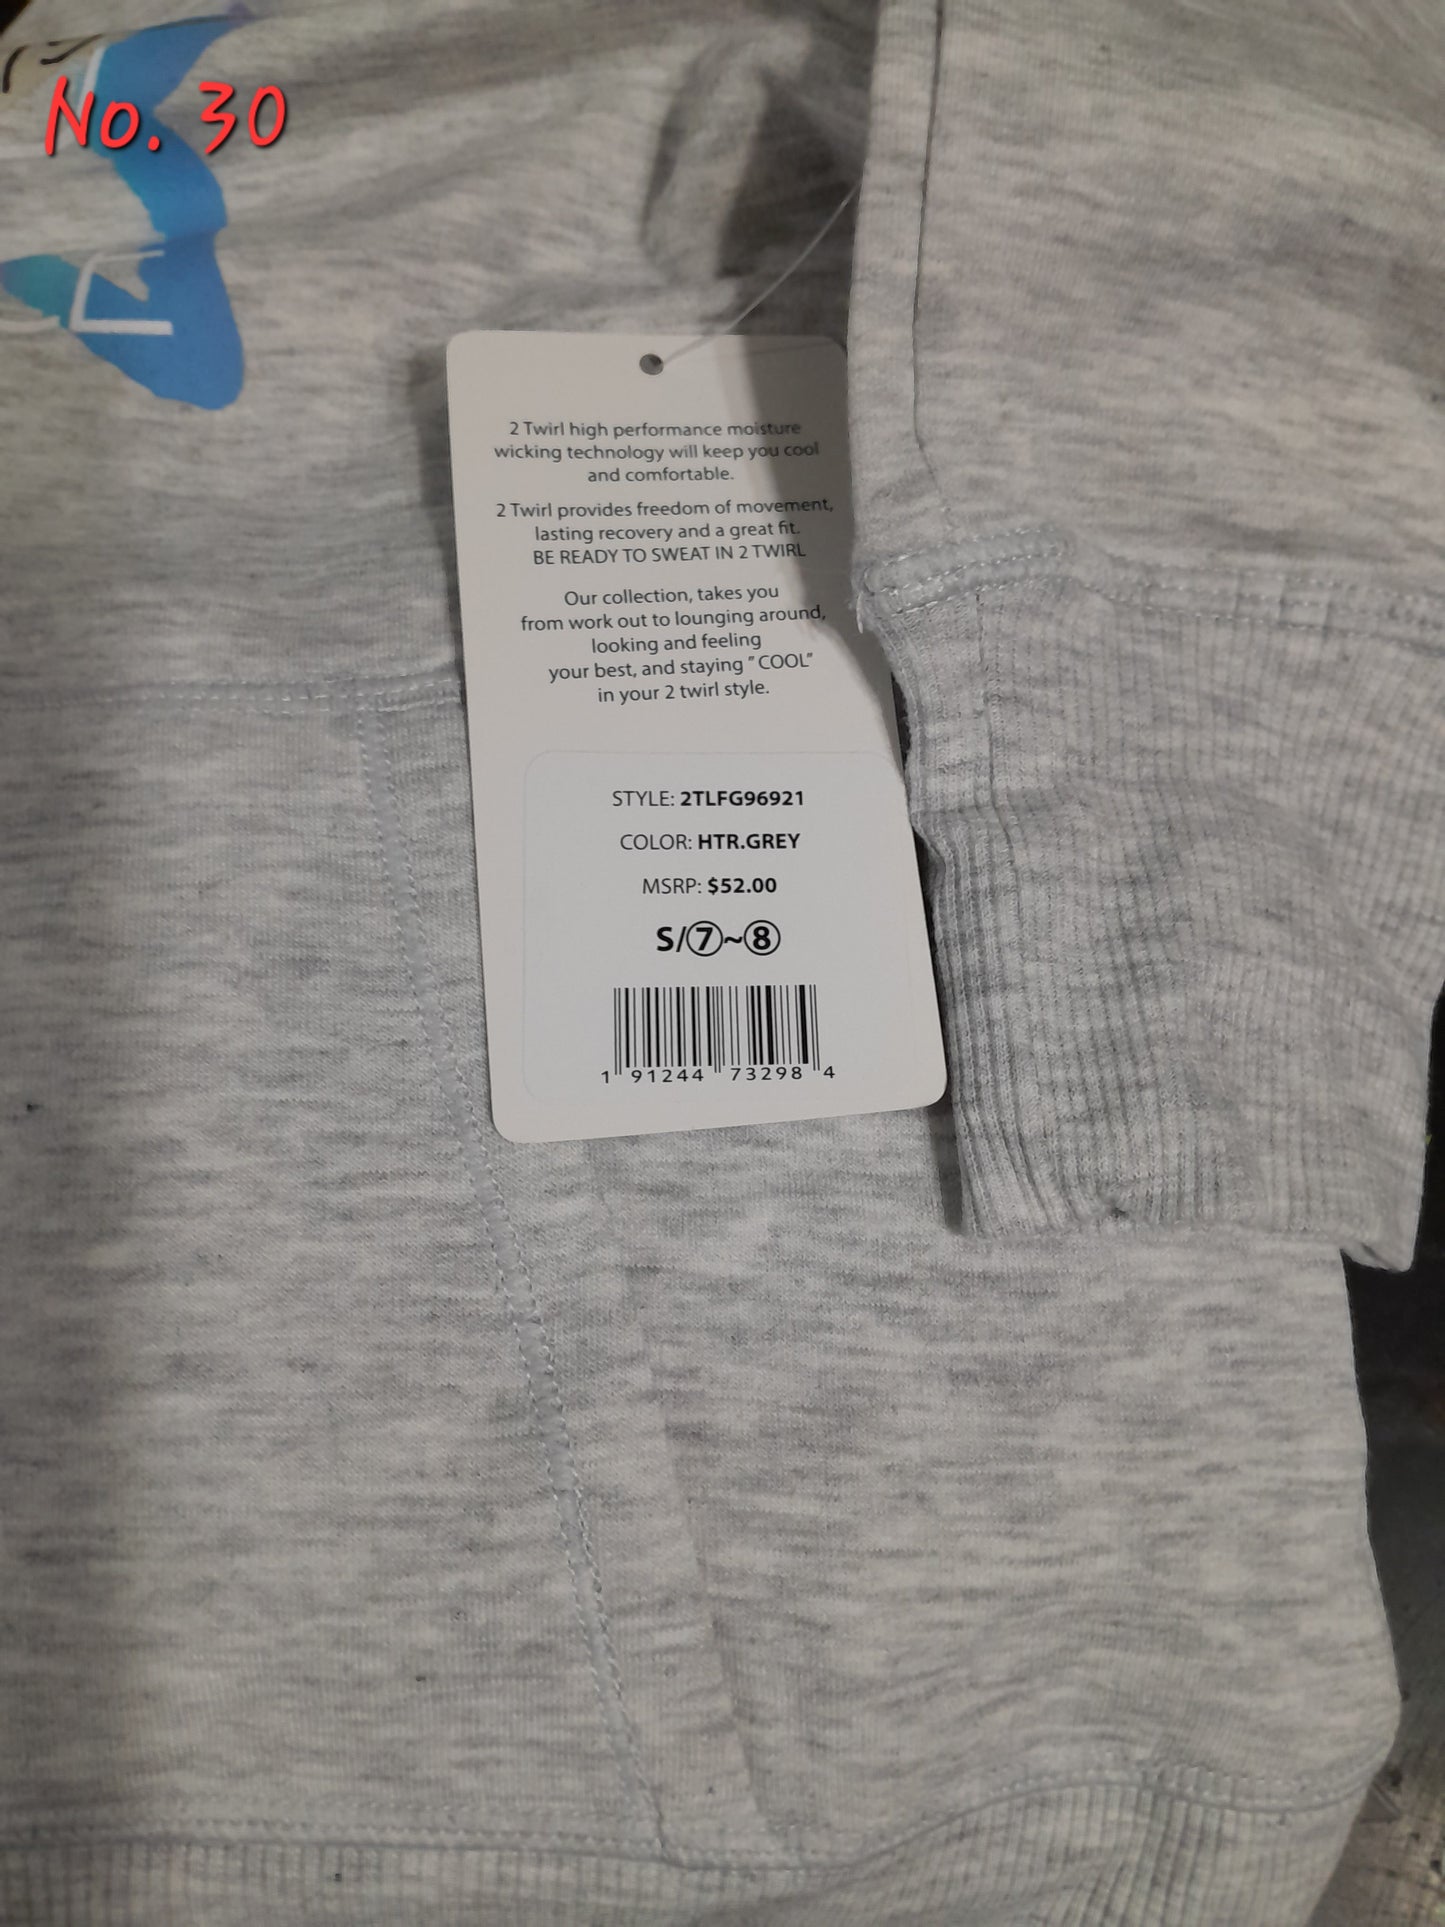 No. 30
2 Twirl high performance moisture
wicking technology will keep you cool
and comfortable.
2 Twirl provides freedom of movement,
lasting recovery and a great fit.
BE READY TO SWEAT IN 2 TWIRL
Our collection, takes you
from work out to lounging around,
looking and feeling
your best, and staying "COOL"
in your 2 twirl style.
STYLE: 2TLFG96921
COLOR: HTR.GREY
MSRP: $52.00
S/⑦~⑧
1 91244 73298 4